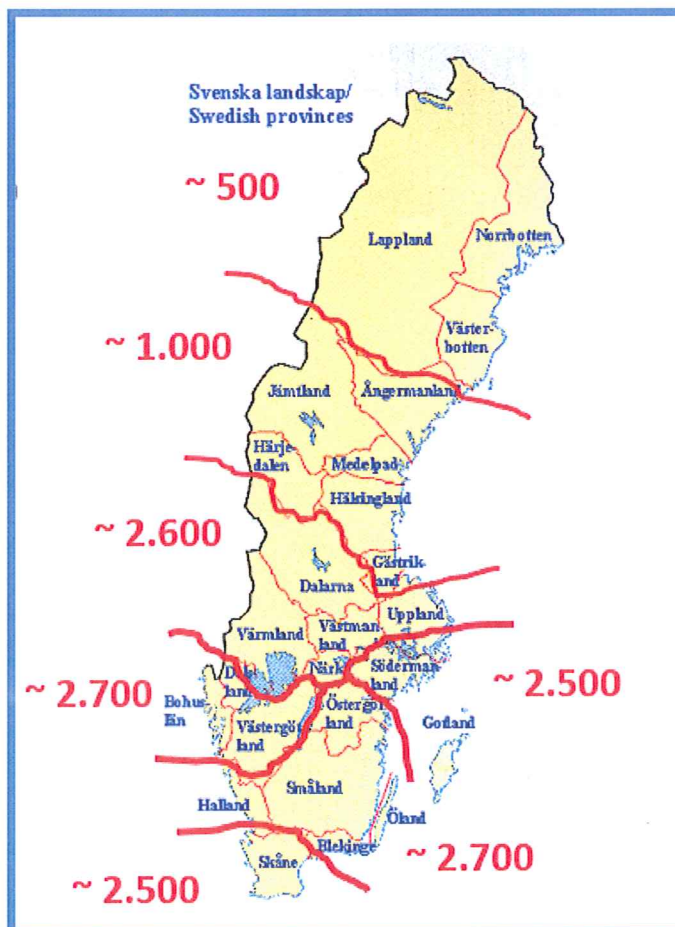 Svenska landskap/
Swedish provinces
~ 500
Lappland
Norrbotten
Väster-
botten
~ 1.000
Jämtland
Ångermanland
Härje-
dalen
Medelpad
Hälsingland
~ 2.600
Gästrik-
land
Dalarna
Uppland
Värmland
Västman
land
När
Söderman
land
~ 2.500
~ 2.700
land
Bohus
län
Östergöt
land
Västergöt
land
Gotland
Småland
Halland
Öland
Blekinge
Skåne
~ 2.700
~ 2.500